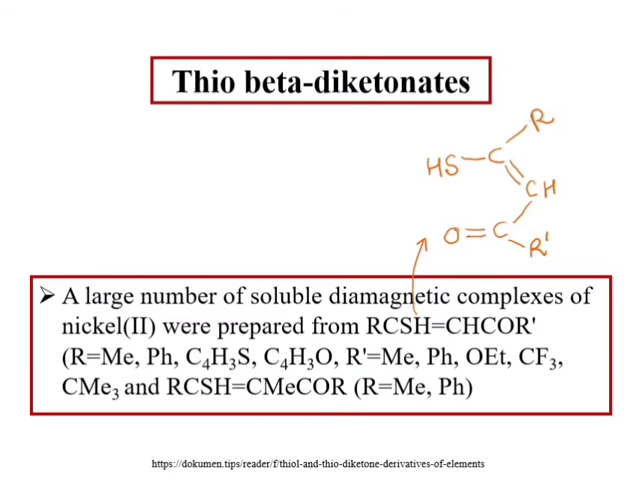 Thio beta-diketonates
R
HS C
CH
O=C
R'
➤ A large number of soluble diamagnetic complexes of
nickel(II) were prepared from RCSH=CHCOR'
(R=Me, Ph, C₄H₃S, C₄H₃O, R'=Me, Ph, OEt, CF₃,
CMe₃ and RCSH=CMeCOR (R=Me, Ph)
https://dokumen.tips/reader/f/thiol-and-thio-diketone-derivatives-of-elements